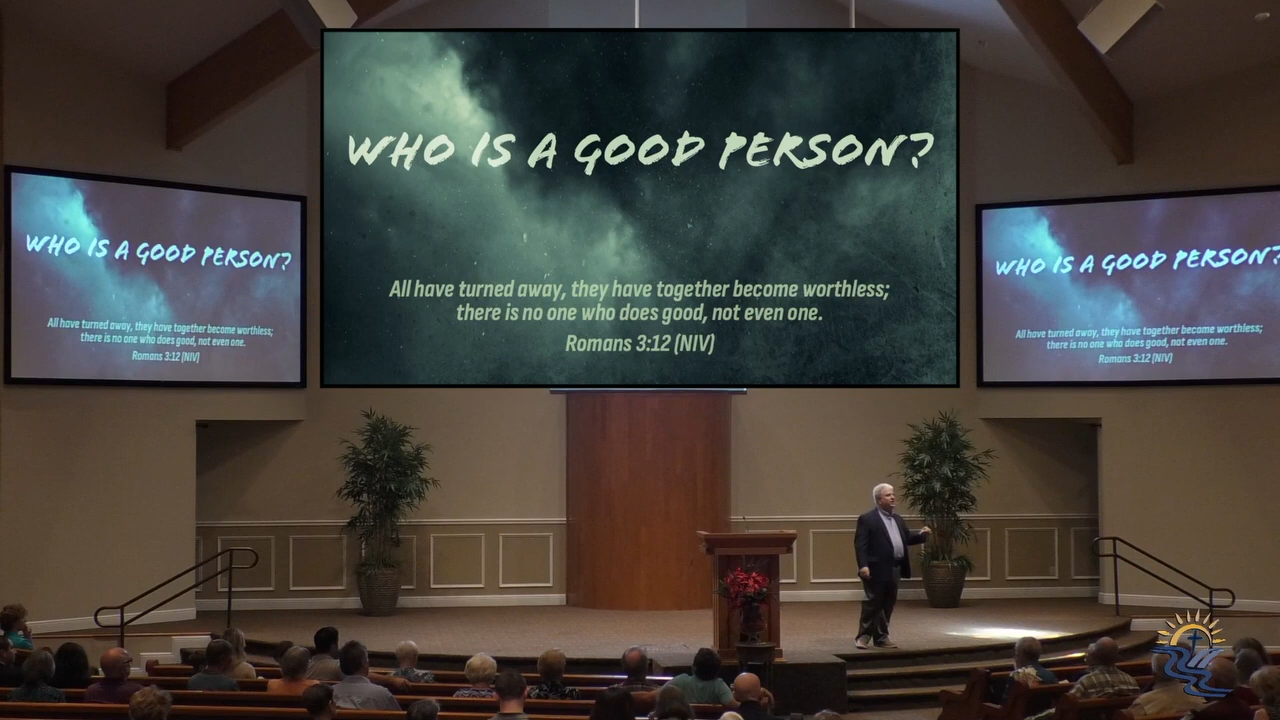 WHO IS A GOOD PERSON?
All have turned away, they have together become worthless;
there is no one who does good, not even one.
Romans 3:12 (NIV)
WHO IS A GOOD PERSON?
All have turned away, they have together become worthless;
there is no one who does good, not even one.
Romans 3:12 (NIV)
WHO IS A GOOD PERSON?
All have turned away, they have together become worthless;
there is no one who does good, not even one.
Romans 3:12 (NIV)